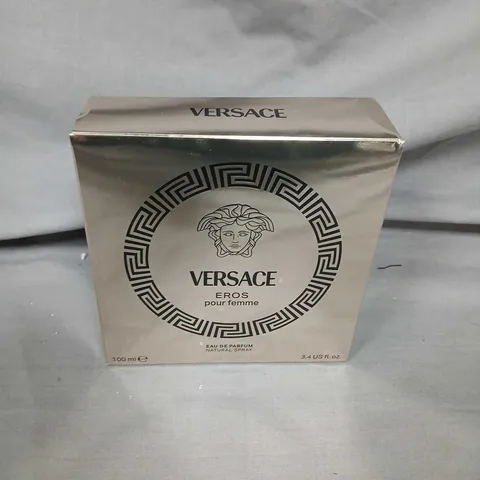 VERSACE
VERSACE
EROS
pour femme
EAU DE PARFUM
NATURAL SPRAY
100 ml ℮ 3.4 US fl. oz.